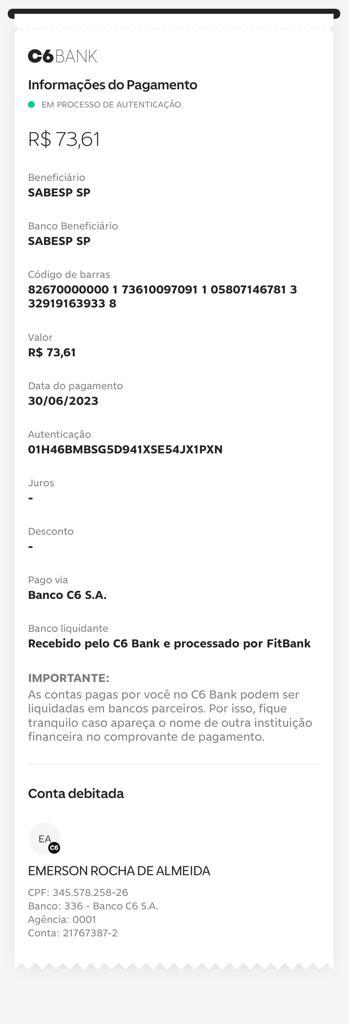 C6 BANK
Informações do Pagamento
EM PROCESSO DE AUTENTICAÇÃO
R$ 73,61
Beneficiário
SABESP SP
Banco Beneficiário
SABESP SP
Código de barras
82670000000 1 73610097091 1 05807146781 3
32919163933 8
Valor
R$ 73,61
Data do pagamento
30/06/2023
Autenticação
01H46BMBSG5D941XSE54JX1PXN
Juros
-
Desconto
-
Pago via
Banco C6 S.A.
Banco liquidante
Recebido pelo C6 Bank e processado por FitBank
IMPORTANTE:
As contas pagas por você no C6 Bank podem ser
liquidadas em bancos parceiros. Por isso, fique
tranquilo caso apareça o nome de outra instituição
financeira no comprovante de pagamento.
Conta debitada
EA
C6
EMERSON ROCHA DE ALMEIDA
CPF: 345.578.258-26
Banco: 336 - Banco C6 S.A.
Agência: 0001
Conta: 21767387-2